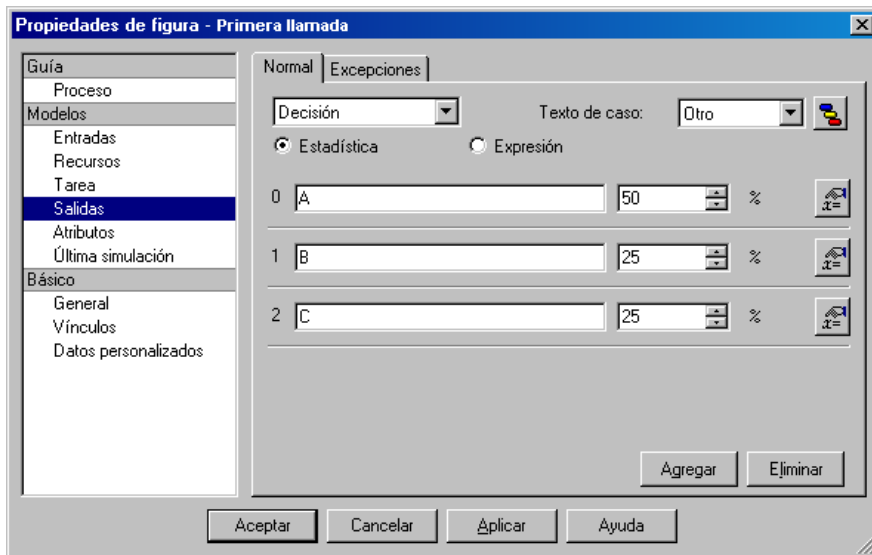 Propiedades de figura - Primera llamada
Guía
Proceso
Modelos
Entradas
Recursos
Tarea
Salidas
Atributos
Última simulación
Básico
General
Vínculos
Datos personalizados
Normal Excepciones
Decisión Texto de caso: Otro
Estadística Expresión
0 A 50 % x=
1 B 25 % x=
2 C 25 % x=
Agregar Eliminar
Aceptar Cancelar Aplicar Ayuda